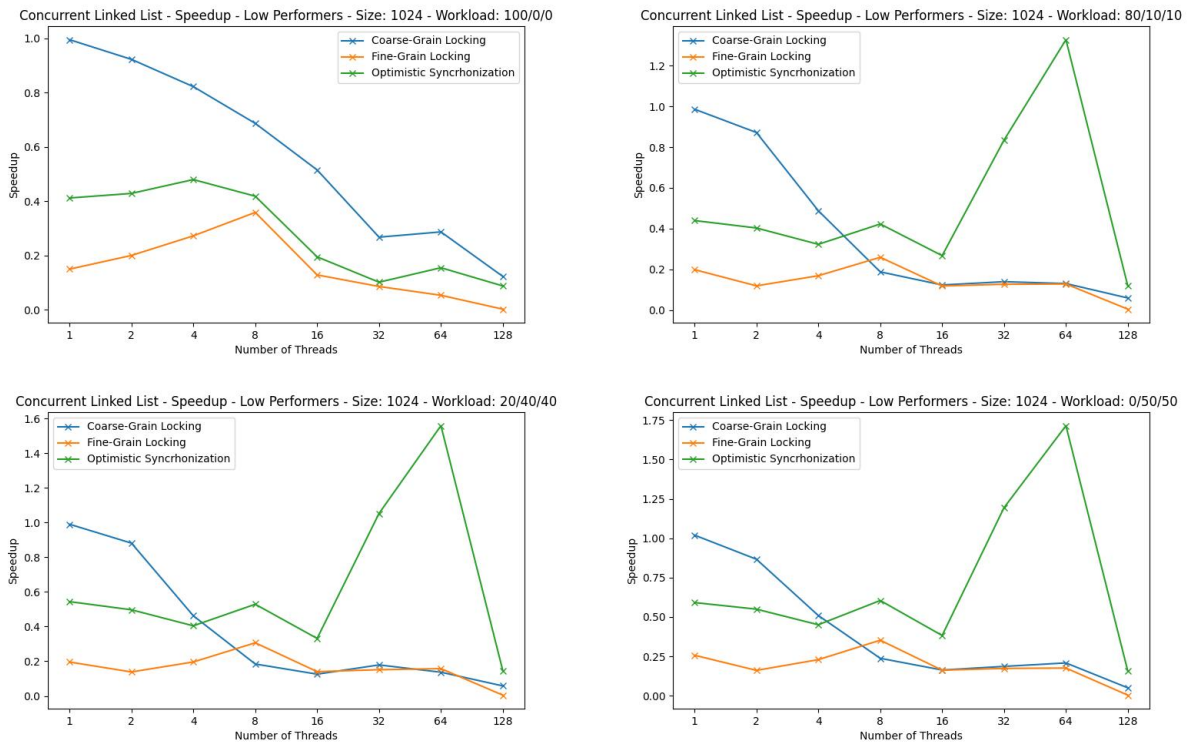 Concurrent Linked List - Speedup - Low Performers - Size: 1024 - Workload: 100/0/0
Coarse-Grain Locking
Fine-Grain Locking
Optimistic Syncrhonization
1.0
0.8
0.6
0.4
0.2
0.0
Speedup
1 2 4 8 16 32 64 128
Number of Threads
Concurrent Linked List - Speedup - Low Performers - Size: 1024 - Workload: 80/10/10
Coarse-Grain Locking
Fine-Grain Locking
Optimistic Syncrhonization
1.2
1.0
0.8
0.6
0.4
0.2
0.0
Speedup
1 2 4 8 16 32 64 128
Number of Threads
Concurrent Linked List - Speedup - Low Performers - Size: 1024 - Workload: 20/40/40
Coarse-Grain Locking
Fine-Grain Locking
Optimistic Syncrhonization
1.6
1.4
1.2
1.0
0.8
0.6
0.4
0.2
0.0
Speedup
1 2 4 8 16 32 64 128
Number of Threads
Concurrent Linked List - Speedup - Low Performers - Size: 1024 - Workload: 0/50/50
Coarse-Grain Locking
Fine-Grain Locking
Optimistic Syncrhonization
1.75
1.50
1.25
1.00
0.75
0.50
0.25
0.00
Speedup
1 2 4 8 16 32 64 128
Number of Threads